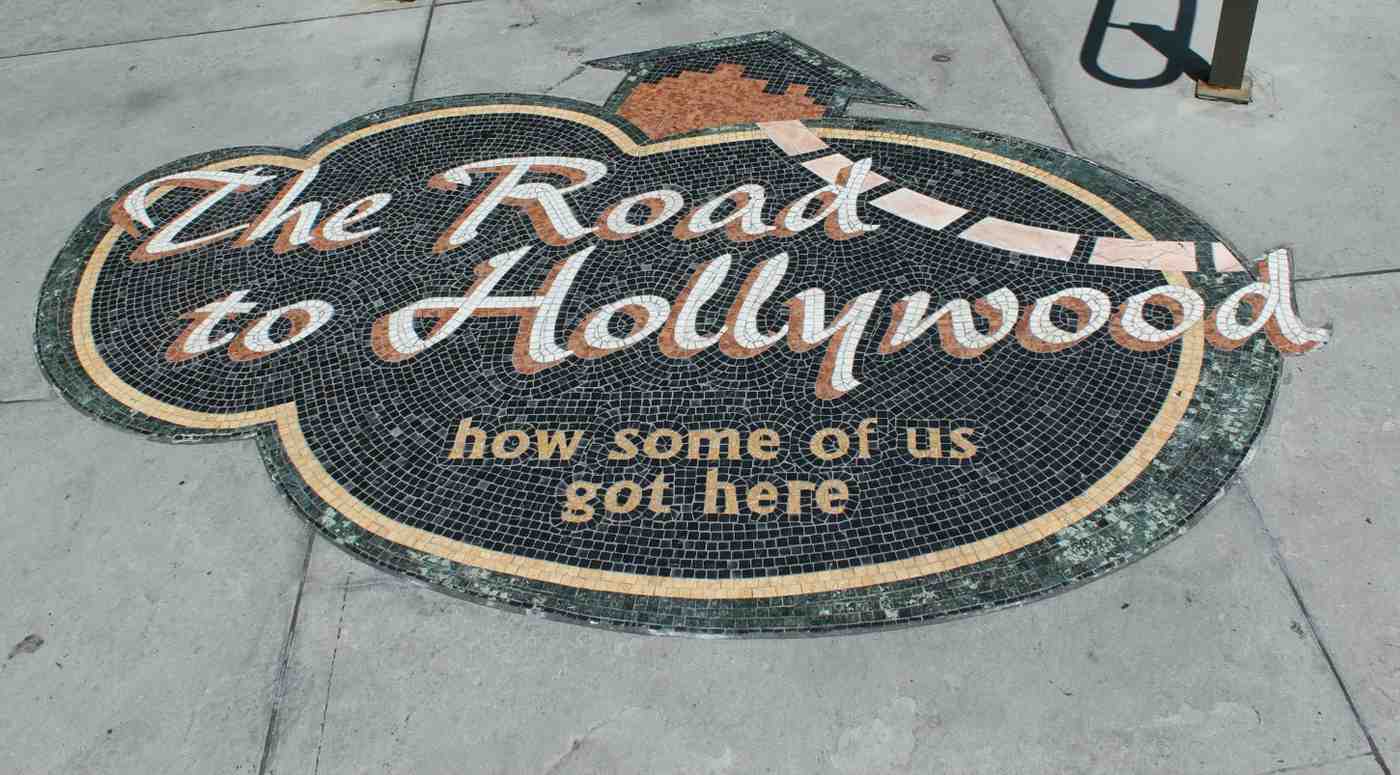 The Road
to Hollywood
how some of us
got here